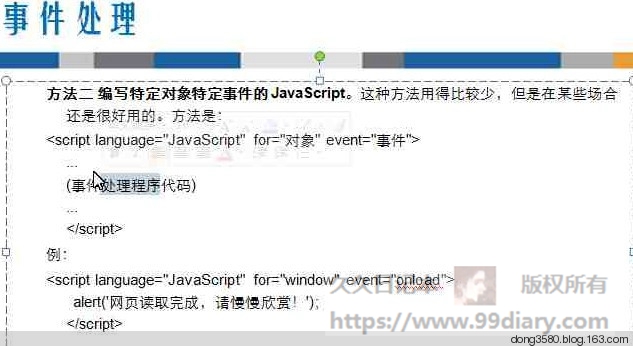 事件处理
方法二 编写特定对象特定事件的JavaScript。这种方法用得比较少，但是在某些场合
还是很好用的。方法是：
<script language="JavaScript" for="对象" event="事件">
...
(事件处理程序代码)
...
</script>
例：
<script language="JavaScript" for="window" event="onload">
alert('网页读取完成，请慢慢欣赏！');
</script>
久久日记本 版权所有
https://www.99diary.com
dong3580.blog.163.com